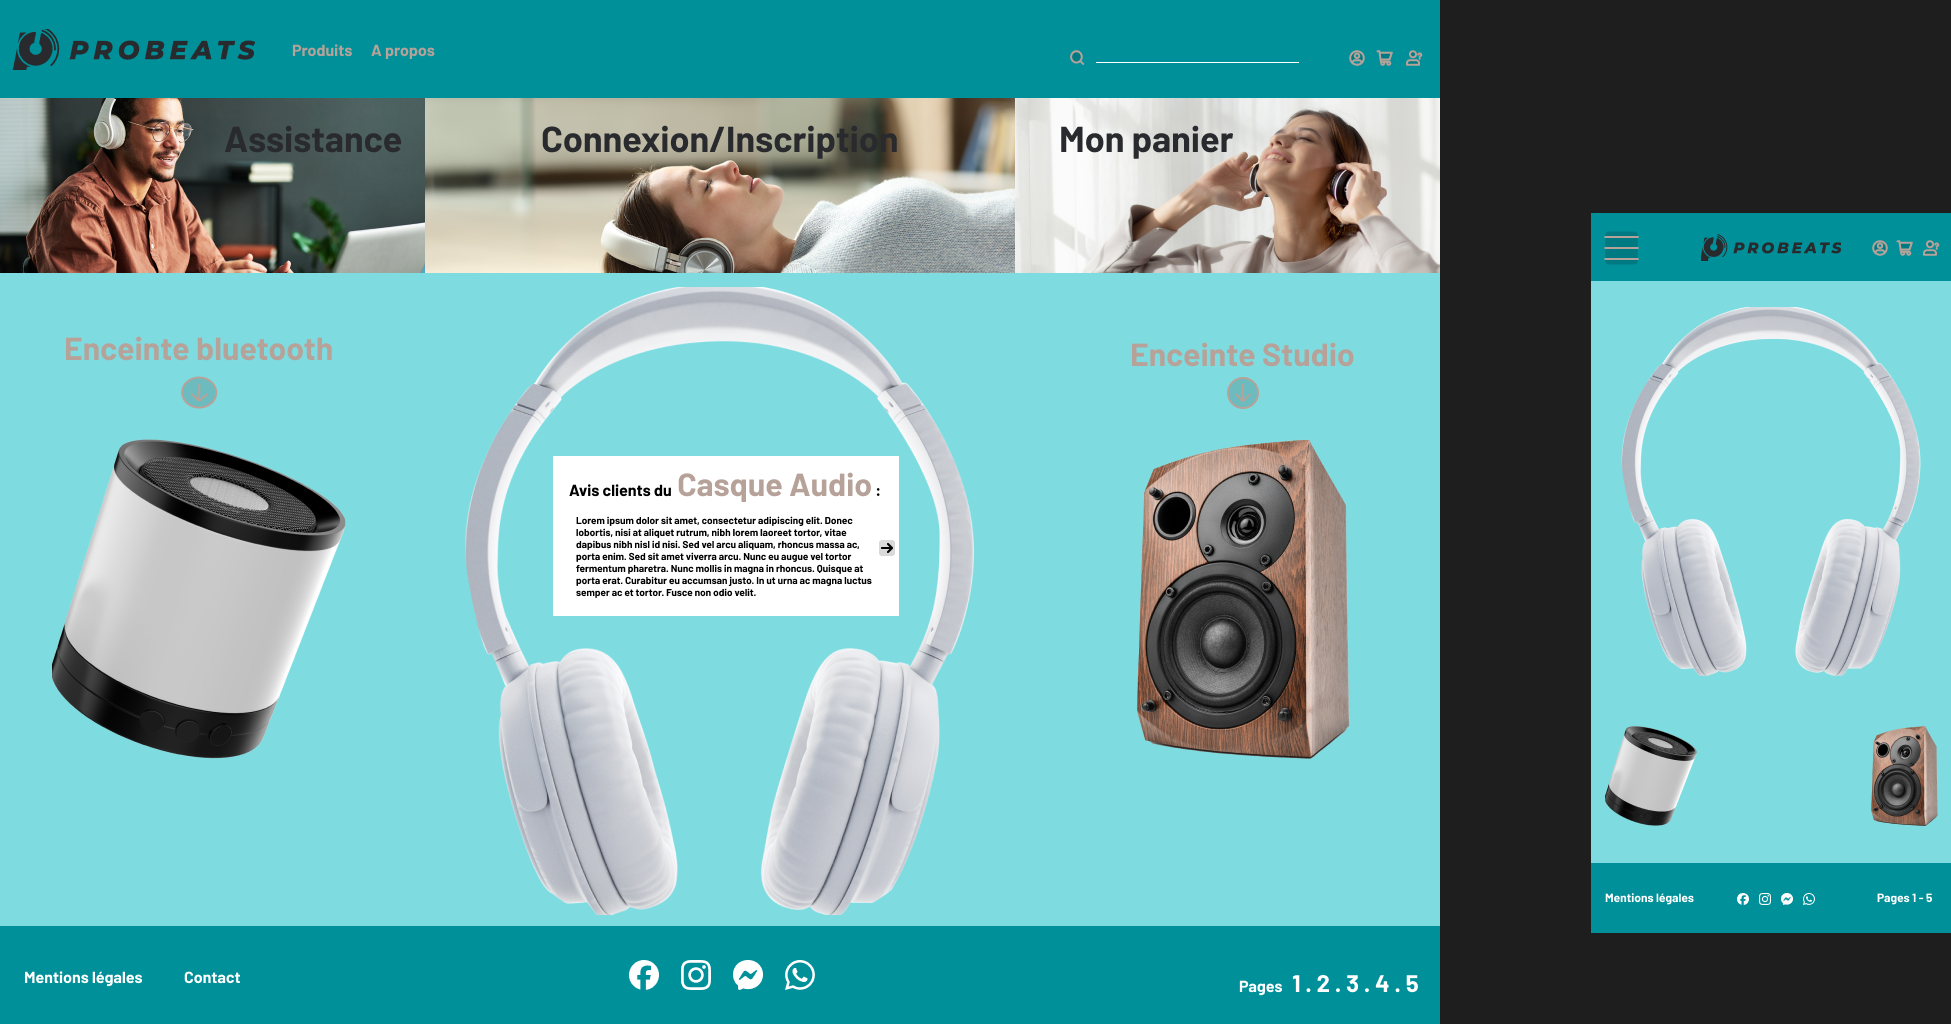 PROBEATS
Produits
A propos
Assistance
Connexion/Inscription
Mon panier
Enceinte bluetooth
Enceinte Studio
Avis clients du Casque Audio :
Lorem ipsum dolor sit amet, consectetur adipiscing elit. Donec
lobortis, nisi at aliquet rutrum, nibh lorem laoreet tortor, vitae
dapibus nibh nisl id nisi. Sed vel arcu aliquam, rhoncus massa ac,
porta enim. Sed sit amet viverra arcu. Nunc eu augue vel tortor
fermentum pharetra. Nunc mollis in magna in rhoncus. Quisque at
porta erat. Curabitur eu accumsan justo. In ut urna ac magna luctus
semper ac et tortor. Fusce non odio velit.
Mentions légales
Contact
Pages 1 . 2 . 3 . 4 . 5
PROBEATS
Mentions légales
Pages 1 - 5